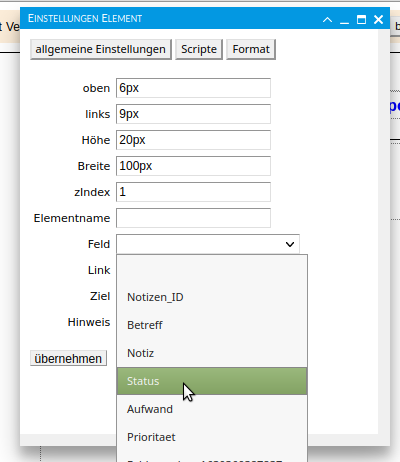 Einstellungen Element
t Ve
allgemeine Einstellungen Scripte Format
oben 6px
links 9px
Höhe 20px
Breite 100px
zIndex 1
Elementname
Feld
Link
Ziel
Hinweis
Notizen_ID
Betreff
Notiz
übernehmen
Status
Aufwand
Prioritaet